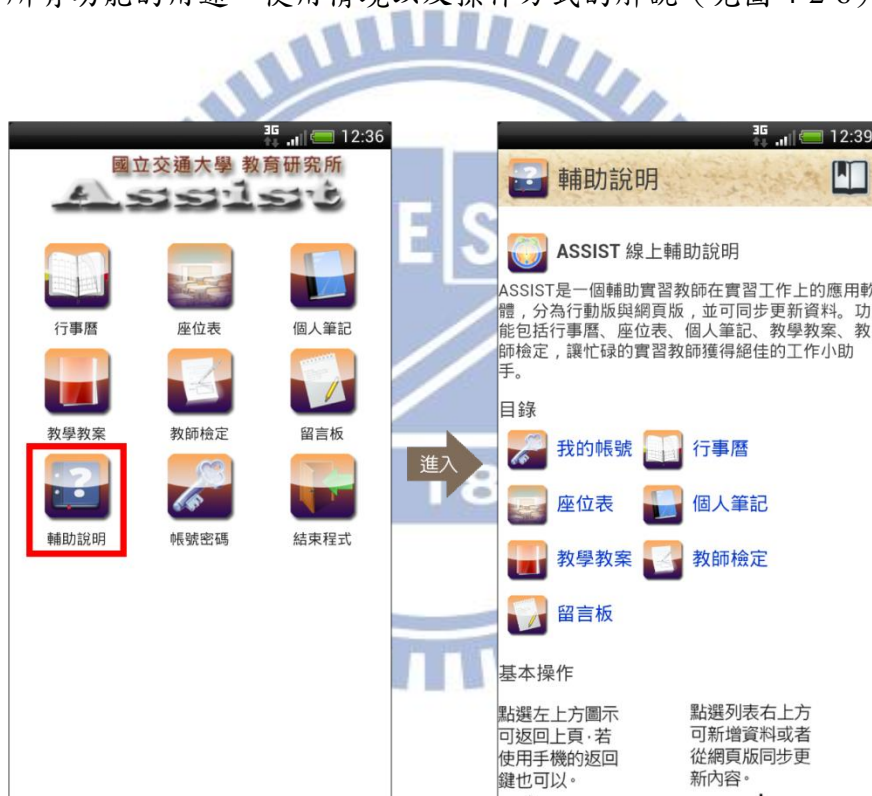 所有功能的用途、使用情境以及操作方式的解說（見圖 4-2-8）
3G 12:36
國立交通大學 教育研究所
Assist
行事曆 座位表 個人筆記
教學教案 教師檢定 留言板
輔助說明 帳號密碼 結束程式
進入
3G 12:39
輔助說明
ASSIST 線上輔助說明
ASSIST是一個輔助實習教師在實習工作上的應用軟
體，分為行動版與網頁版，並可同步更新資料。功
能包括行事曆、座位表、個人筆記、教學教案、教
師檢定，讓忙碌的實習教師獲得絕佳的工作小助
手。
目錄
我的帳號 行事曆
座位表 個人筆記
教學教案 教師檢定
留言板
基本操作
點選左上方圖示
可返回上頁，若
使用手機的返回
鍵也可以。
點選列表右上方
可新增資料或者
從網頁版同步更
新內容。
ES
18